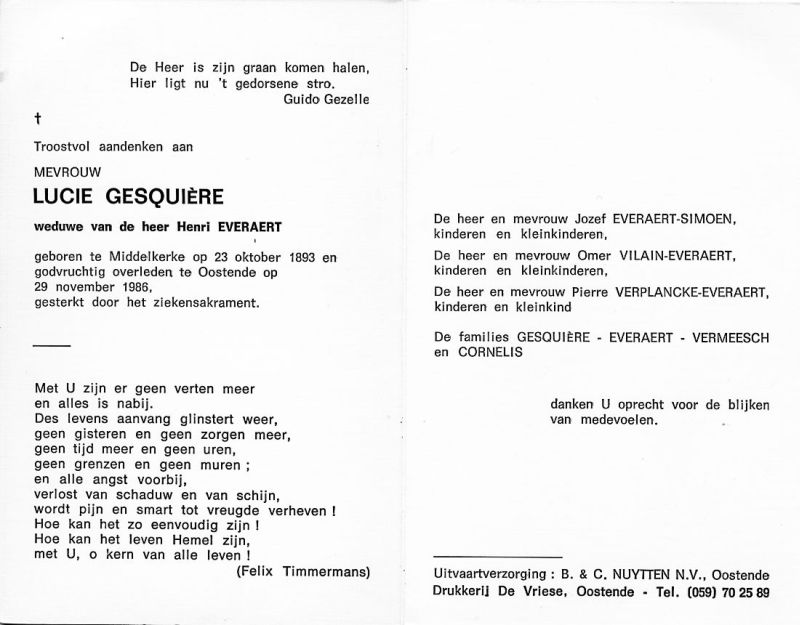 De Heer is zijn graan komen halen,
Hier ligt nu 't gedorsene stro.
Guido Gezelle
†
Troostvol aandenken aan
MEVROUW
LUCIE GESQUIÈRE
weduwe van de heer Henri EVERAERT
geboren te Middelkerke op 23 oktober 1893 en
godvruchtig overleden te Oostende op
29 november 1986,
gesterkt door het ziekensakrament.
Met U zijn er geen verten meer
en alles is nabij.
Des levens aanvang glinstert weer,
geen gisteren en geen zorgen meer,
geen tijd meer en geen uren,
geen grenzen en geen muren ;
en alle angst voorbij,
verlost van schaduw en van schijn,
wordt pijn en smart tot vreugde verheven !
Hoe kan het zo eenvoudig zijn !
Hoe kan het leven Hemel zijn,
met U, o kern van alle leven !
(Felix Timmermans)
De heer en mevrouw Jozef EVERAERT-SIMOEN,
kinderen en kleinkinderen,
De heer en mevrouw Omer VILAIN-EVERAERT,
kinderen en kleinkinderen,
De heer en mevrouw Pierre VERPLANCKE-EVERAERT,
kinderen en kleinkind
De families GESQUIÈRE - EVERAERT - VERMEESCH
en CORNELIS
danken U oprecht voor de blijken
van medevoelen.
Uitvaartverzorging : B. & C. NUYTTEN N.V., Oostende
Drukkerij De Vriese, Oostende - Tel. (059) 70 25 89